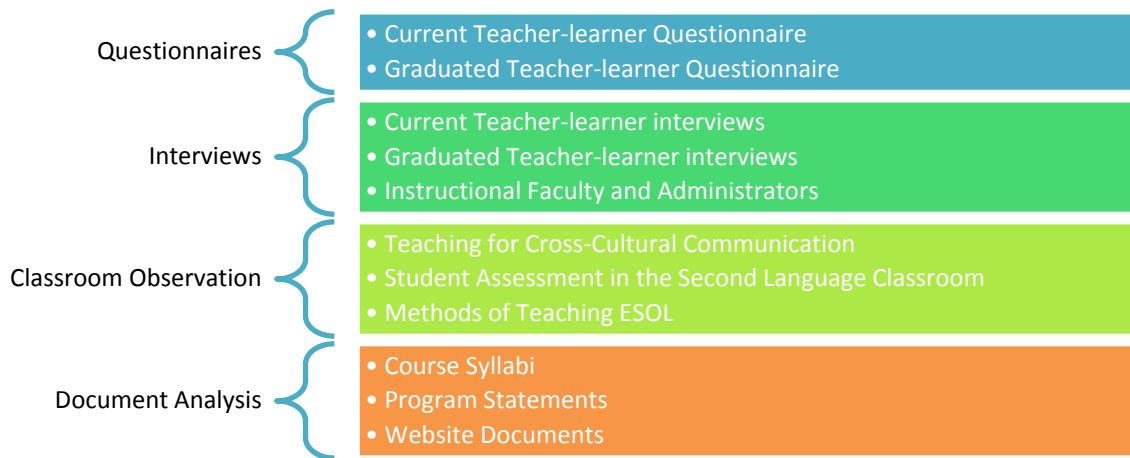 Questionnaires
• Current Teacher-learner Questionnaire
• Graduated Teacher-learner Questionnaire
Interviews
• Current Teacher-learner interviews
• Graduated Teacher-learner interviews
• Instructional Faculty and Administrators
Classroom Observation
• Teaching for Cross-Cultural Communication
• Student Assessment in the Second Language Classroom
• Methods of Teaching ESOL
Document Analysis
• Course Syllabi
• Program Statements
• Website Documents